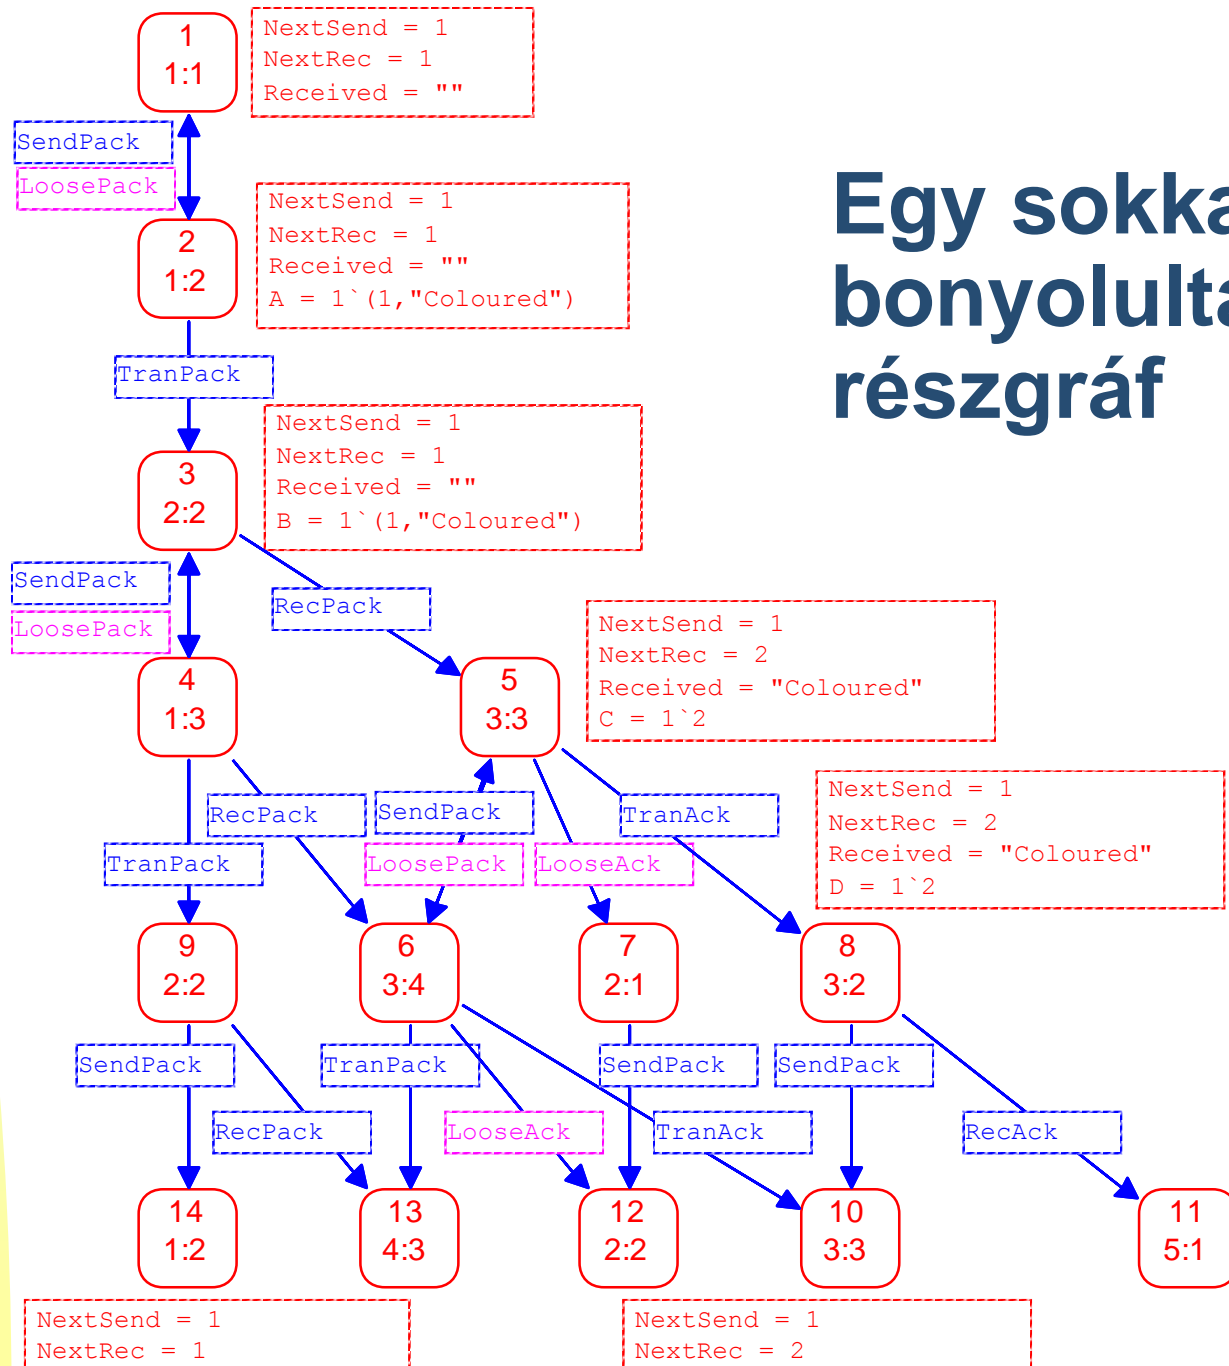 1
1:1
NextSend = 1
NextRec = 1
Received = ""
SendPack
LoosePack
Egy sokka
bonyolulta
részgráf
2
1:2
NextSend = 1
NextRec = 1
Received = ""
A = 1`(1,"Coloured")
TranPack
3
2:2
NextSend = 1
NextRec = 1
Received = ""
B = 1`(1,"Coloured")
SendPack
LoosePack
RecPack
4
1:3
5
3:3
NextSend = 1
NextRec = 2
Received = "Coloured"
C = 1`2
RecPack
SendPack
TranAck
TranPack
LoosePack
LooseAck
NextSend = 1
NextRec = 2
Received = "Coloured"
D = 1`2
9
2:2
6
3:4
7
2:1
8
3:2
SendPack
TranPack
SendPack
SendPack
RecPack
LooseAck
TranAck
RecAck
14
1:2
13
4:3
12
2:2
10
3:3
11
5:1
NextSend = 1
NextRec = 1
NextSend = 1
NextRec = 2